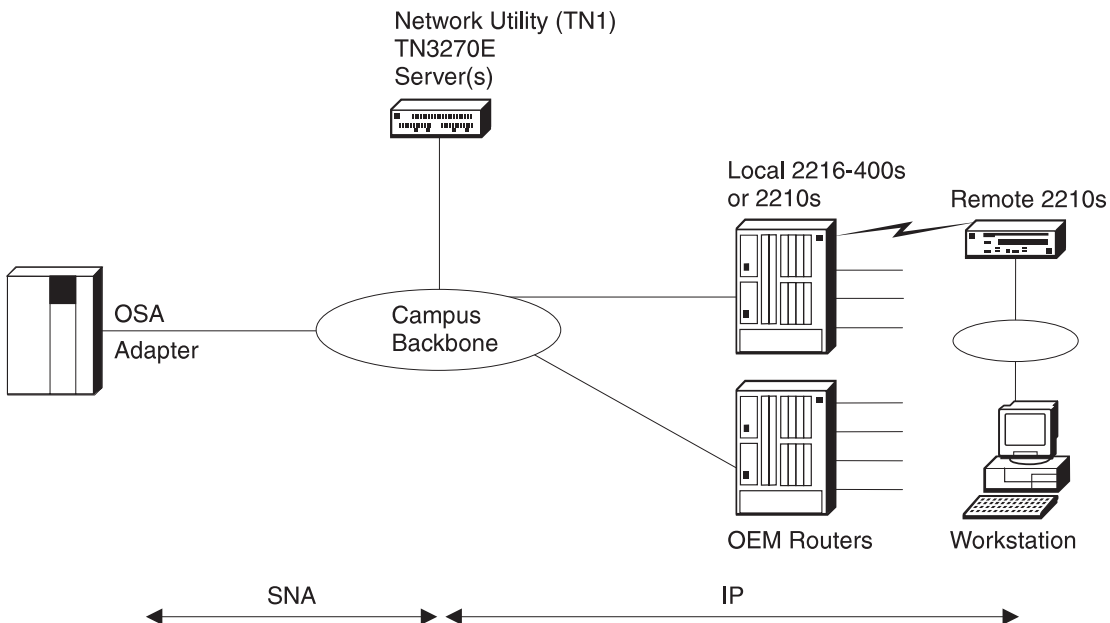 Network Utility (TN1)
TN3270E
Server(s)
Local 2216-400s
or 2210s
Remote 2210s
OSA
Adapter
Campus
Backbone
OEM Routers
Workstation
SNA
IP